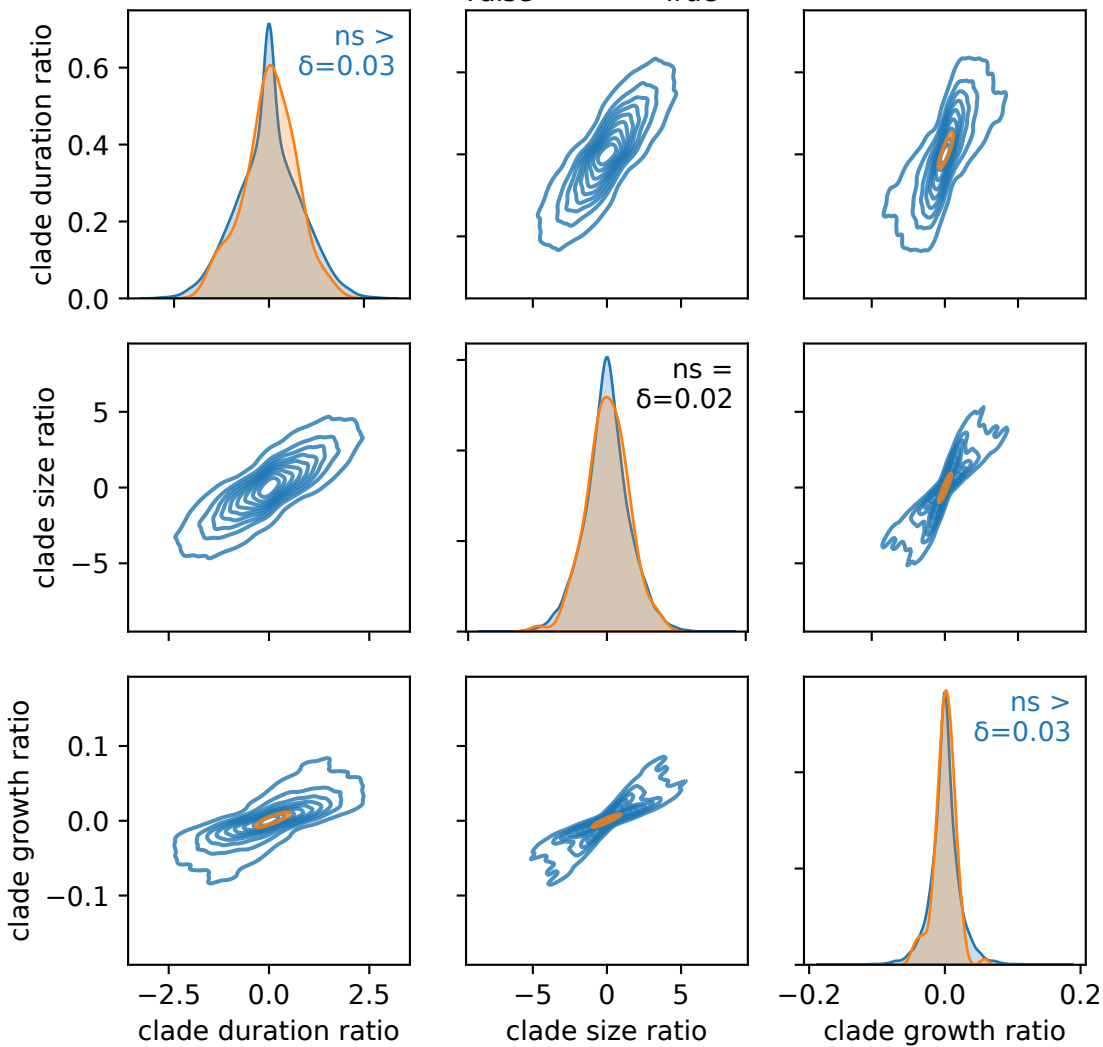 clade duration ratio
0.6
0.4
0.2
0.0
ns >
δ=0.03
clade size ratio
5
0
−5
ns =
δ=0.02
clade growth ratio
0.1
0.0
−0.1
ns >
δ=0.03
−5 0 5
−2.5 0.0 2.5
−5 0 5
−0.2 0.0 0.2
clade duration ratio
clade size ratio
clade growth ratio